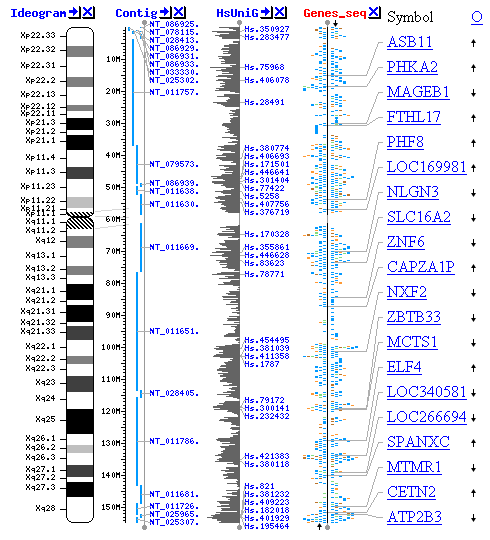 Ideogram Contig HsUniG Genes_seq Symbol O
Xp22.33
Xp22.32
Xp22.31
Xp22.2
Xp22.13
Xp22.12
Xp22.11
Xp21.3
Xp21.2
Xp21.1
Xp11.4
Xp11.3
Xp11.23
Xp11.22
Xp11.21
Xp11.1
Xq11.1
Xq12
Xq13.1
Xq13.2
Xq13.3
Xq21.1
Xq21.2
Xq21.31
Xq21.32
Xq21.33
Xq22.1
Xq22.2
Xq22.3
Xq23
Xq24
Xq25
Xq26.1
Xq26.2
Xq26.3
Xq27.1
Xq27.2
Xq27.3
Xq28
10M
20M
30M
40M
50M
60M
70M
80M
90M
100M
110M
120M
130M
140M
150M
NT_086925.
NT_078115.
NT_028413.
NT_086929.
NT_086931.
NT_086933.
NT_033330.
NT_025302.
NT_011757.
NT_079573.
NT_086939.
NT_011638.
NT_011630.
NT_011669.
NT_011651.
NT_028405.
NT_011786.
NT_011681.
NT_011726.
NT_025965.
NT_025307.
Hs.350927
Hs.283477
Hs.75968
Hs.406078
Hs.28491
Hs.380774
Hs.406693
Hs.171501
Hs.446641
Hs.301404
Hs.77422
Hs.5258
Hs.407756
Hs.376719
Hs.170328
Hs.355861
Hs.446628
Hs.83623
Hs.78771
Hs.454495
Hs.381039
Hs.411358
Hs.1787
Hs.79172
Hs.300141
Hs.232432
Hs.421383
Hs.380118
Hs.821
Hs.381232
Hs.409223
Hs.182018
Hs.401929
Hs.195464
ASB11
PHKA2
MAGEB1
FTHL17
PHF8
LOC169981
NLGN3
SLC16A2
ZNF6
CAPZA1P
NXF2
ZBTB33
MCTS1
ELF4
LOC340581
LOC266694
SPANXC
MTMR1
CETN2
ATP2B3